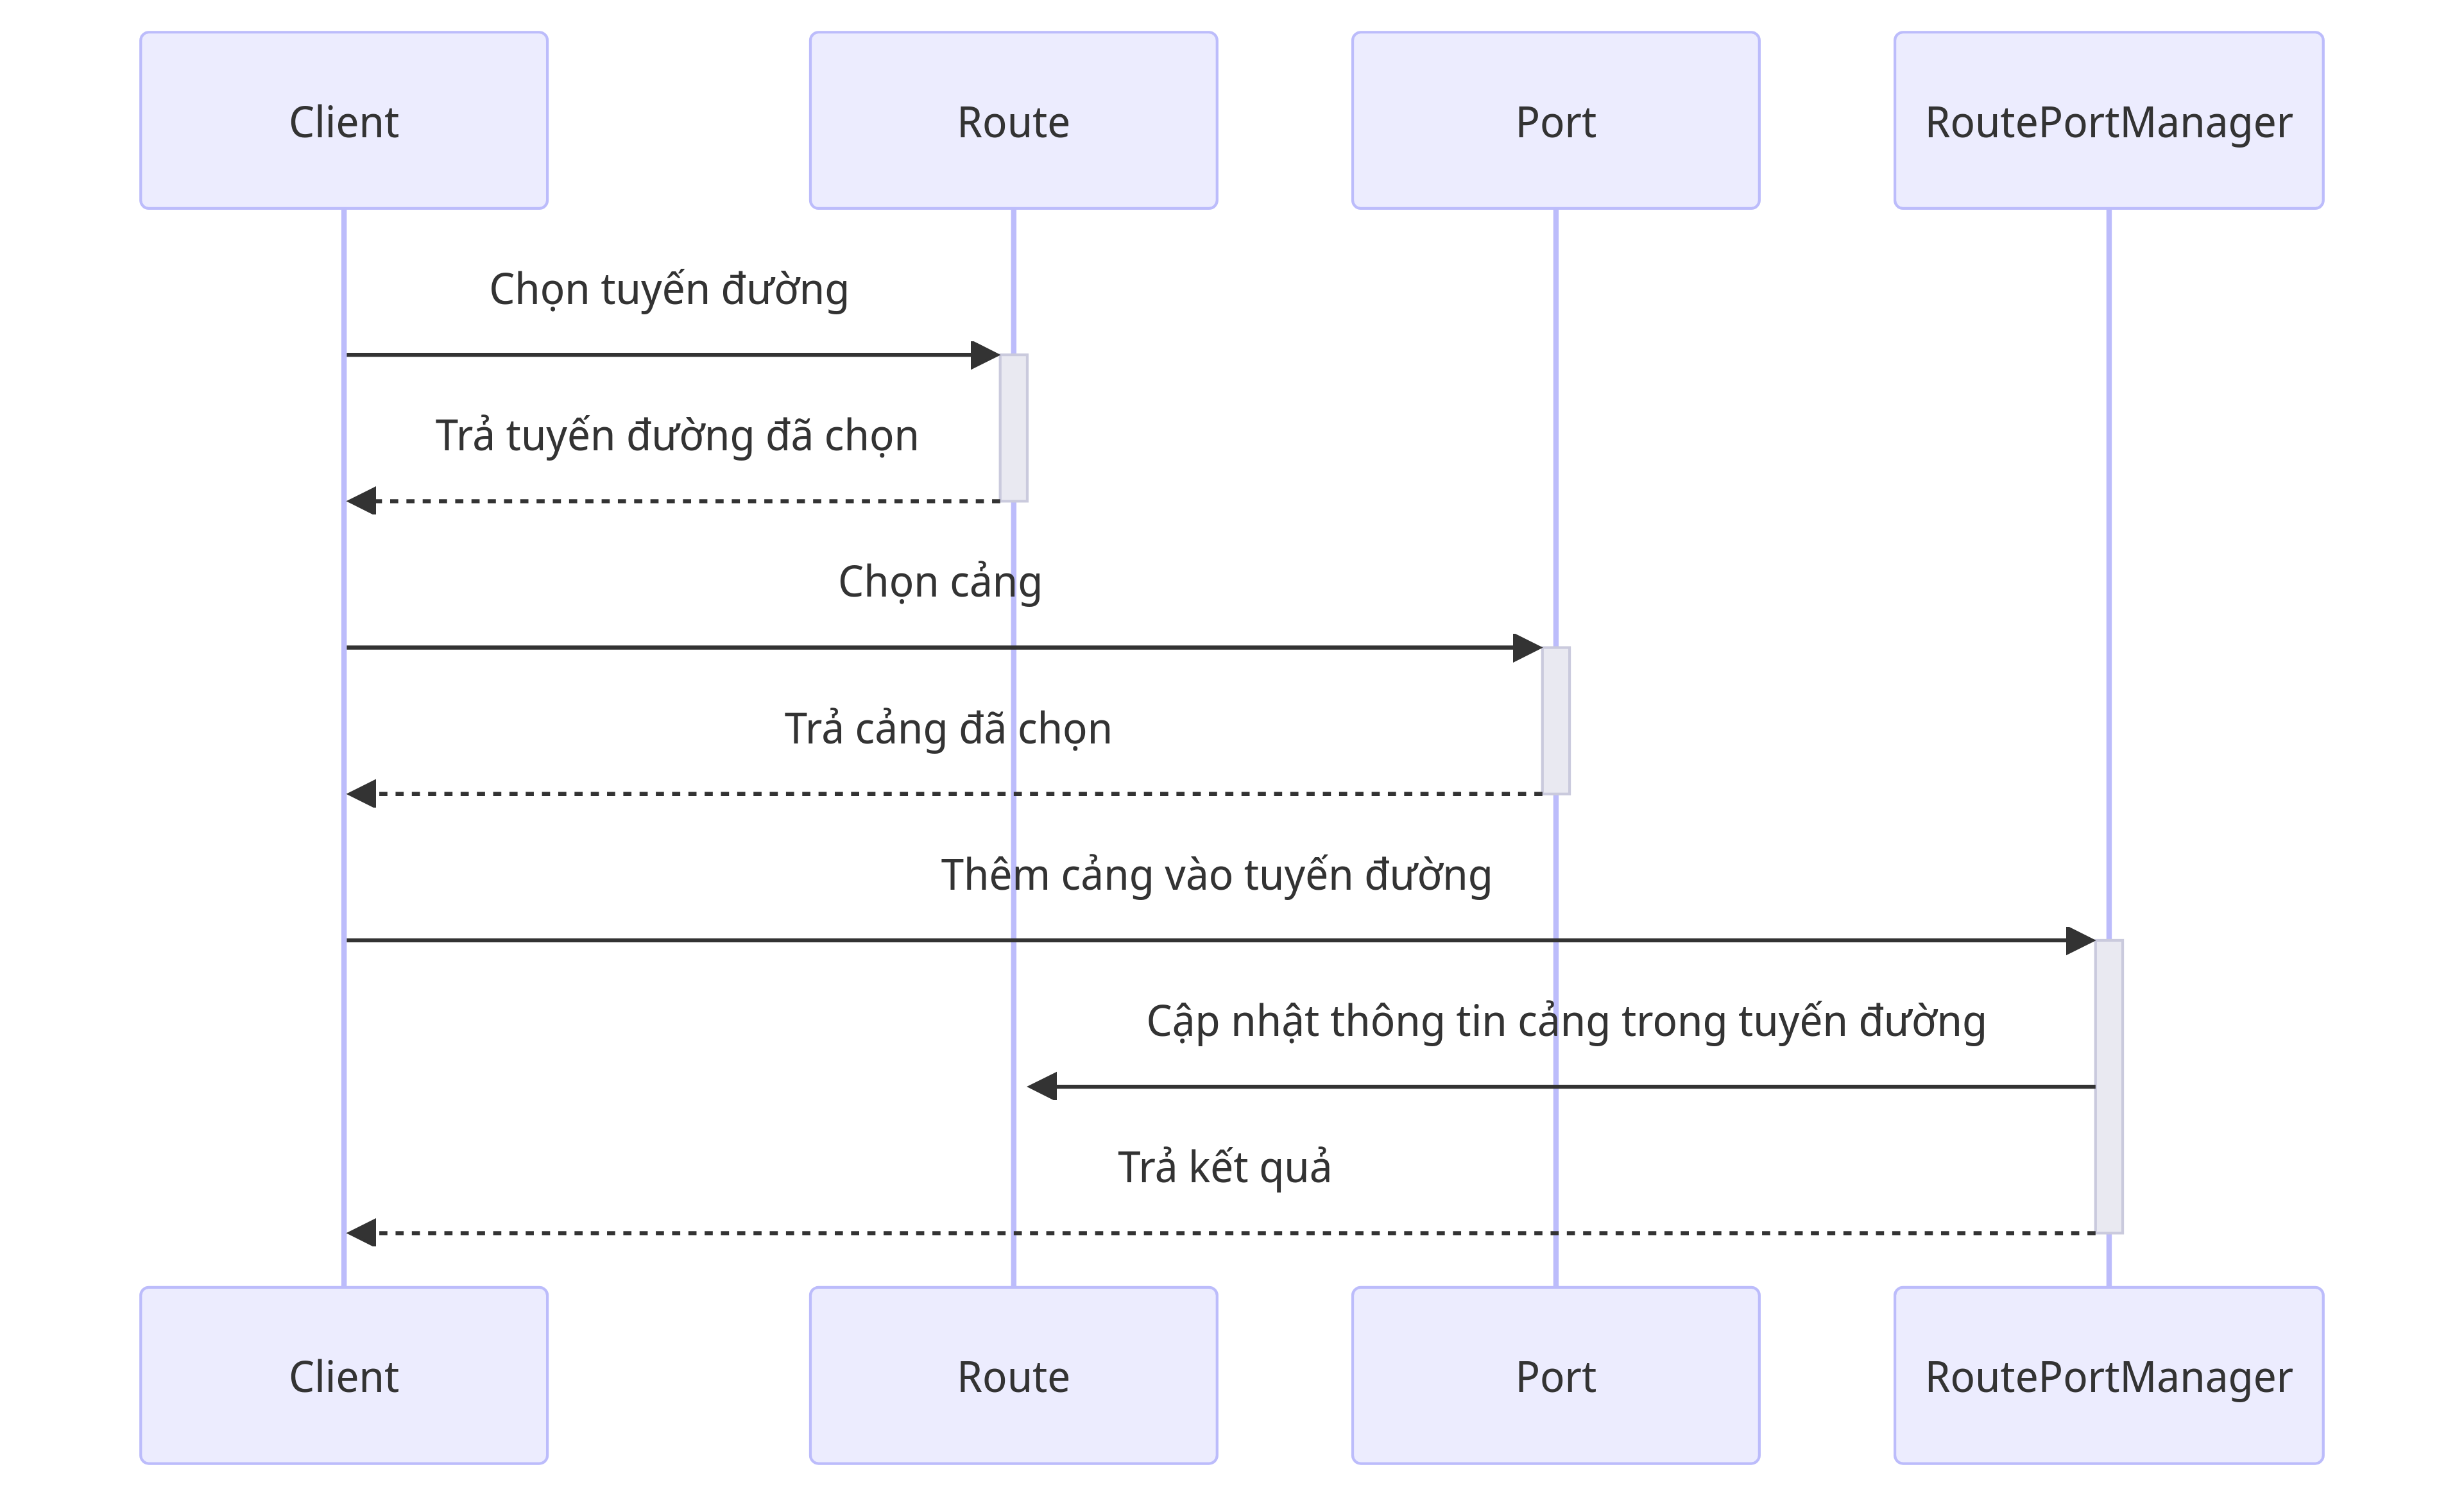 Client
Route
Port
RoutePortManager
Chọn tuyến đường
Trả tuyến đường đã chọn
Chọn cảng
Trả cảng đã chọn
Thêm cảng vào tuyến đường
Cập nhật thông tin cảng trong tuyến đường
Trả kết quả
Client
Route
Port
RoutePortManager